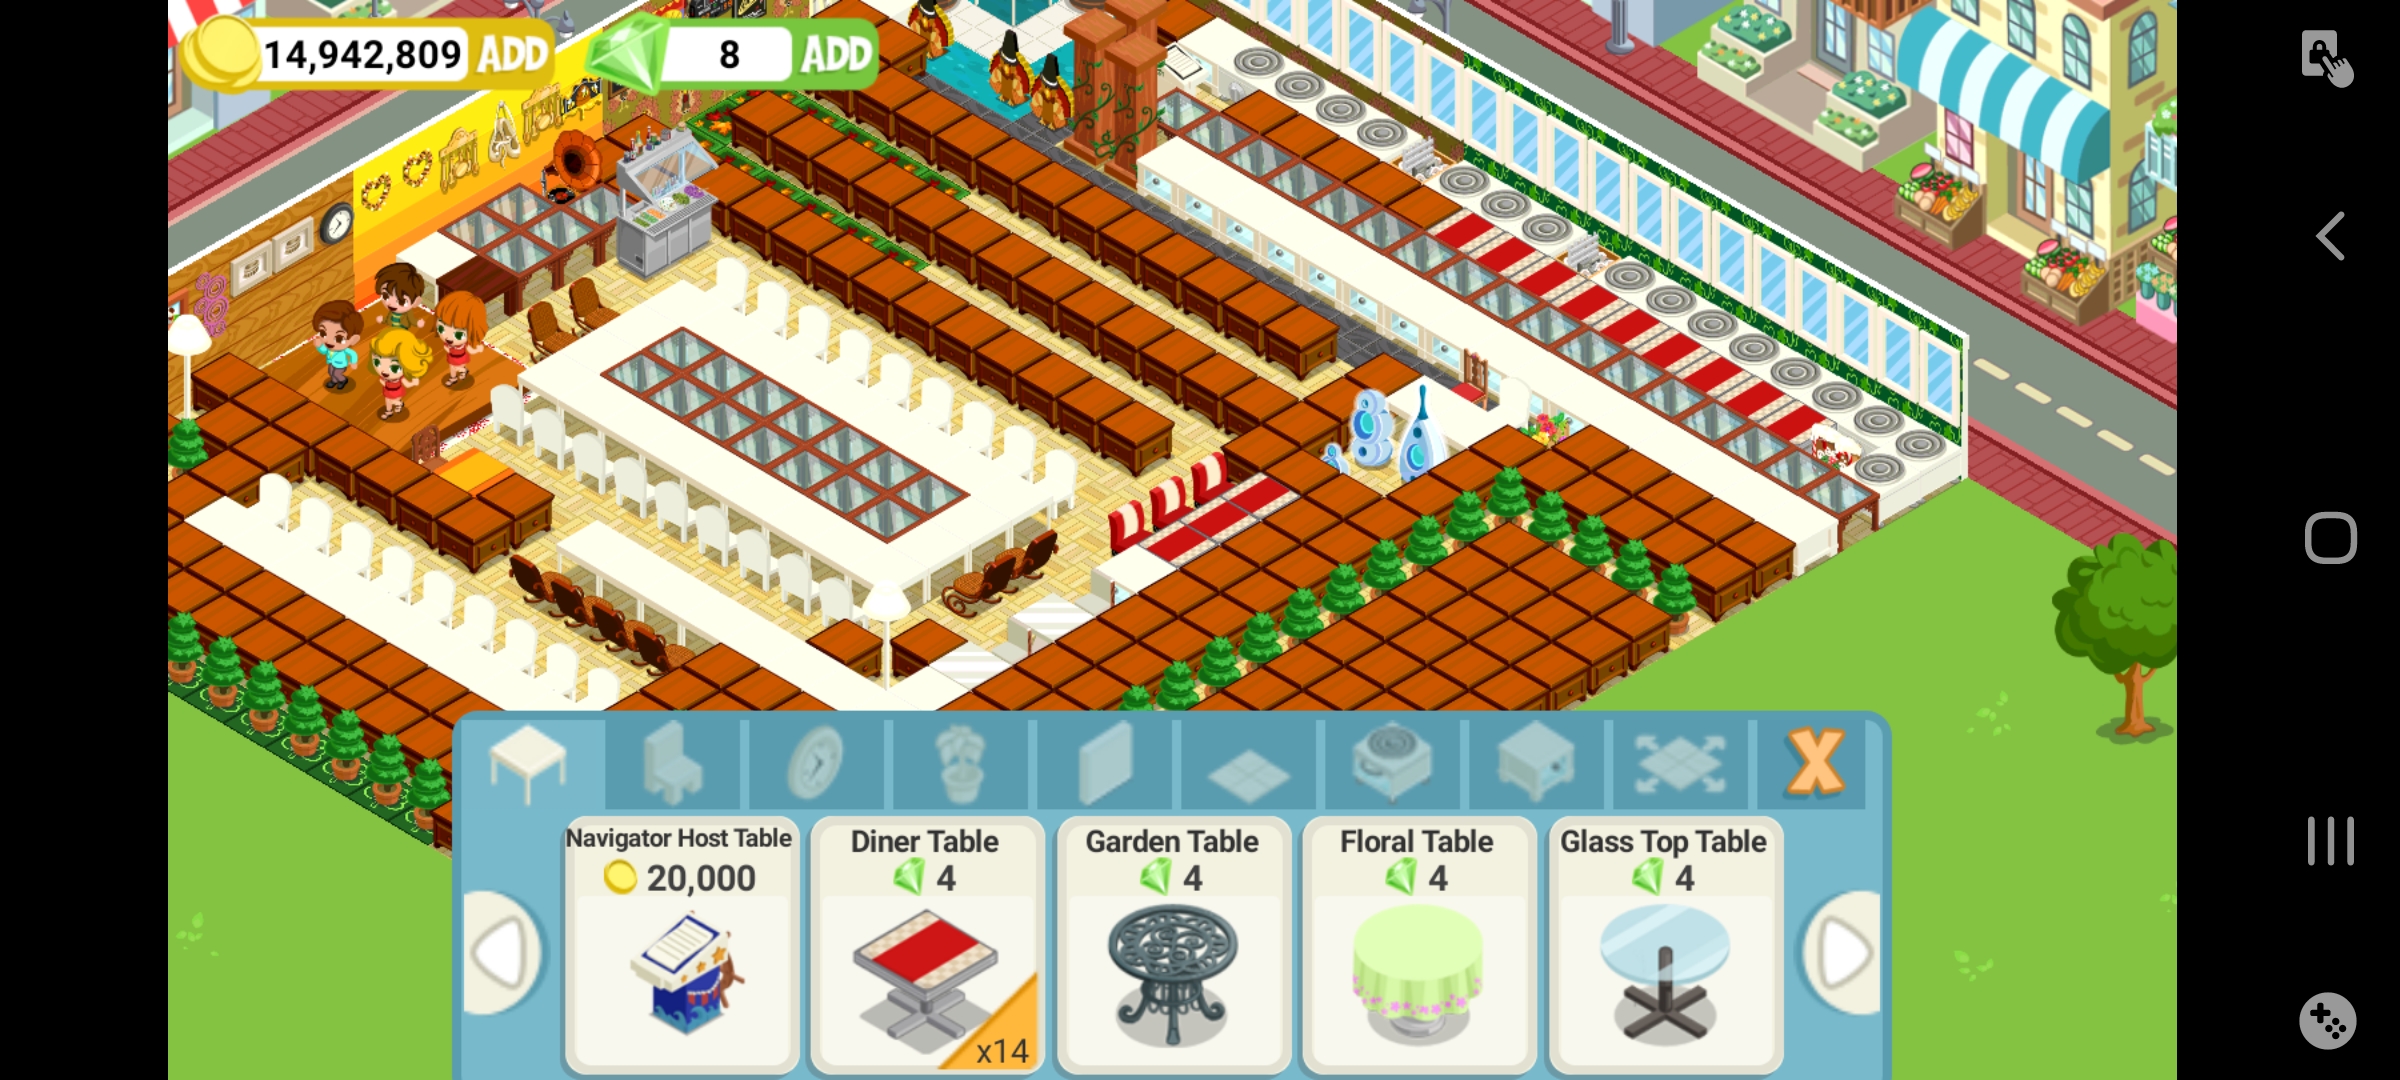 14,942,809 ADD 8 ADD
Navigator Host Table
20,000
Diner Table
4
x14
Garden Table
4
Floral Table
4
Glass Top Table
4